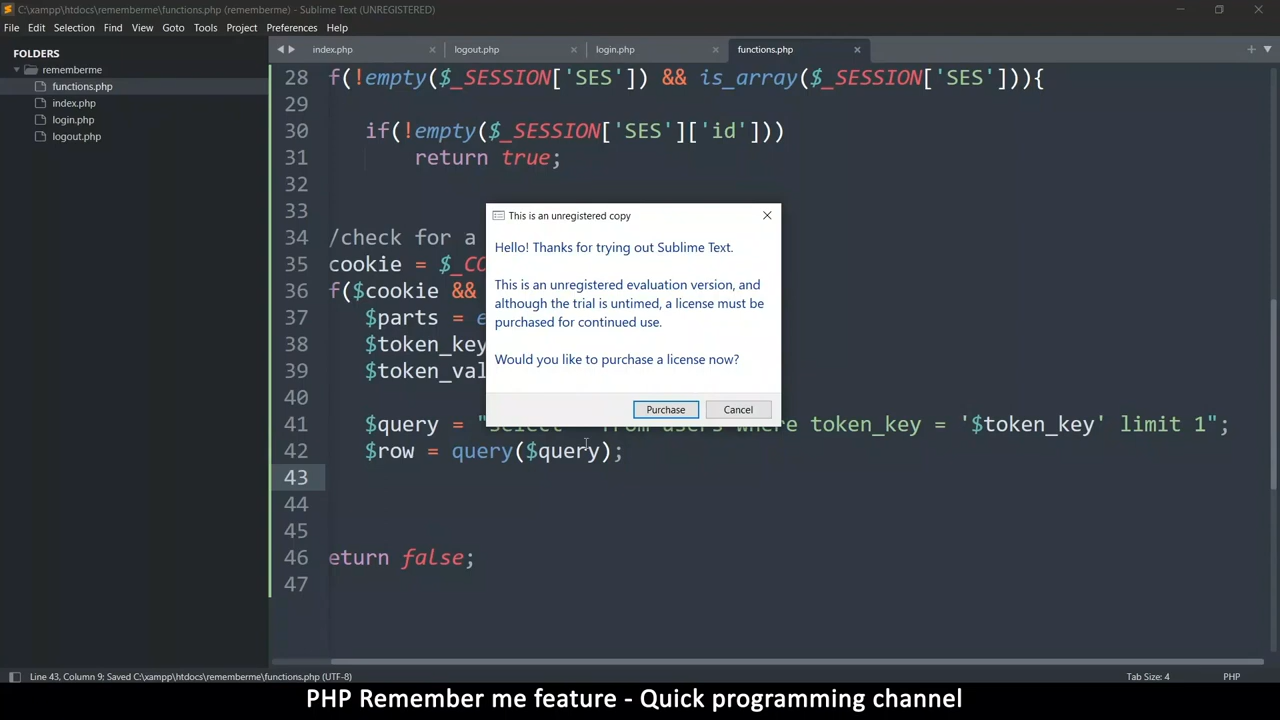 C:\xampp\htdocs\rememberme\functions.php (rememberme) - Sublime Text (UNREGISTERED)
File Edit Selection Find View Goto Tools Project Preferences Help
FOLDERS
rememberme
functions.php
index.php
login.php
logout.php
index.php logout.php login.php functions.php
28 f(!empty($_SESSION['SES']) && is_array($_SESSION['SES'])){
29
30 if(!empty($_SESSION['SES']['id']))
31 return true;
32
33
34 /check for a
35 cookie = $_CO
36 f($cookie &&
37 $parts = e
38 $token_key
39 $token_val
40
41 $query = "select * from users where token_key = '$token_key' limit 1";
42 $row = query($query);
43
44
45
46 eturn false;
47
This is an unregistered copy
Hello! Thanks for trying out Sublime Text.
This is an unregistered evaluation version, and
although the trial is untimed, a license must be
purchased for continued use.
Would you like to purchase a license now?
Purchase Cancel
Line 43, Column 9: Saved C:\xampp\htdocs\rememberme\functions.php (UTF-8) Tab Size: 4 PHP
PHP Remember me feature - Quick programming channel